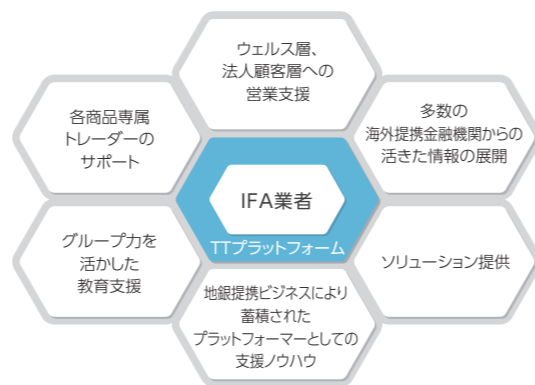 ウェルス層、
法人顧客層への
営業支援
各商品専属
トレーダーの
サポート
多数の
海外提携金融機関からの
活きた情報の展開
IFA業者
TTプラットフォーム
グループ力を
活かした
教育支援
ソリューション提供
地銀提携ビジネスにより
蓄積された
プラットフォーマーとしての
支援ノウハウ